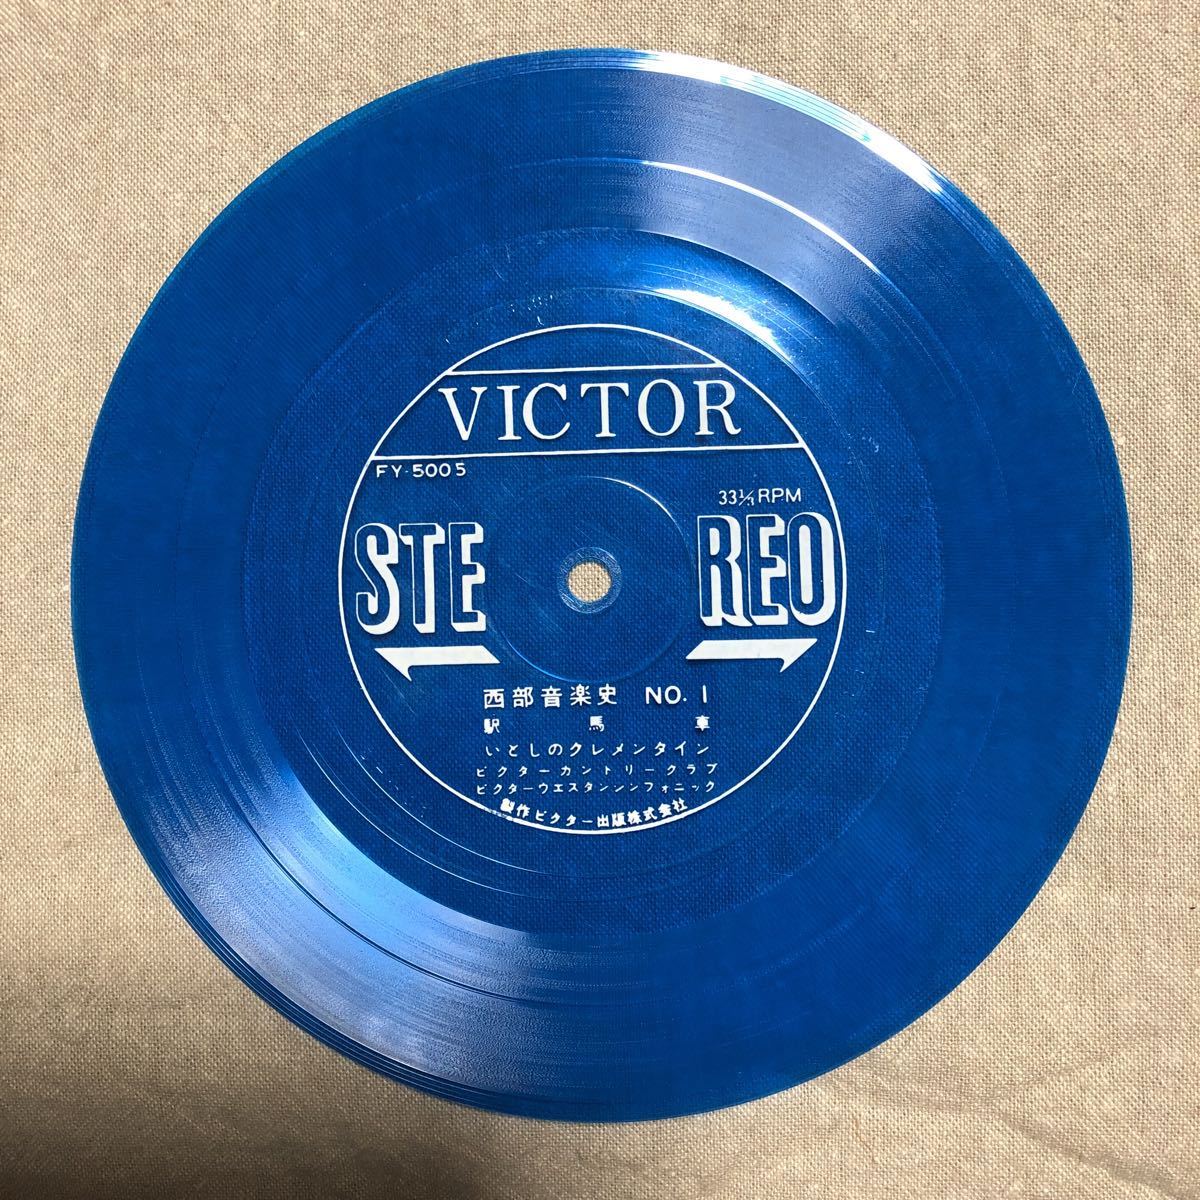 VICTOR
FY-5005
33⅓ RPM
STEREO
西部音楽史 NO. 1
駅馬車
いとしのクレメンタイン
ビクターカントリークラブ
ビクターウエスタンシンフォニック
製作ビクター出版株式会社